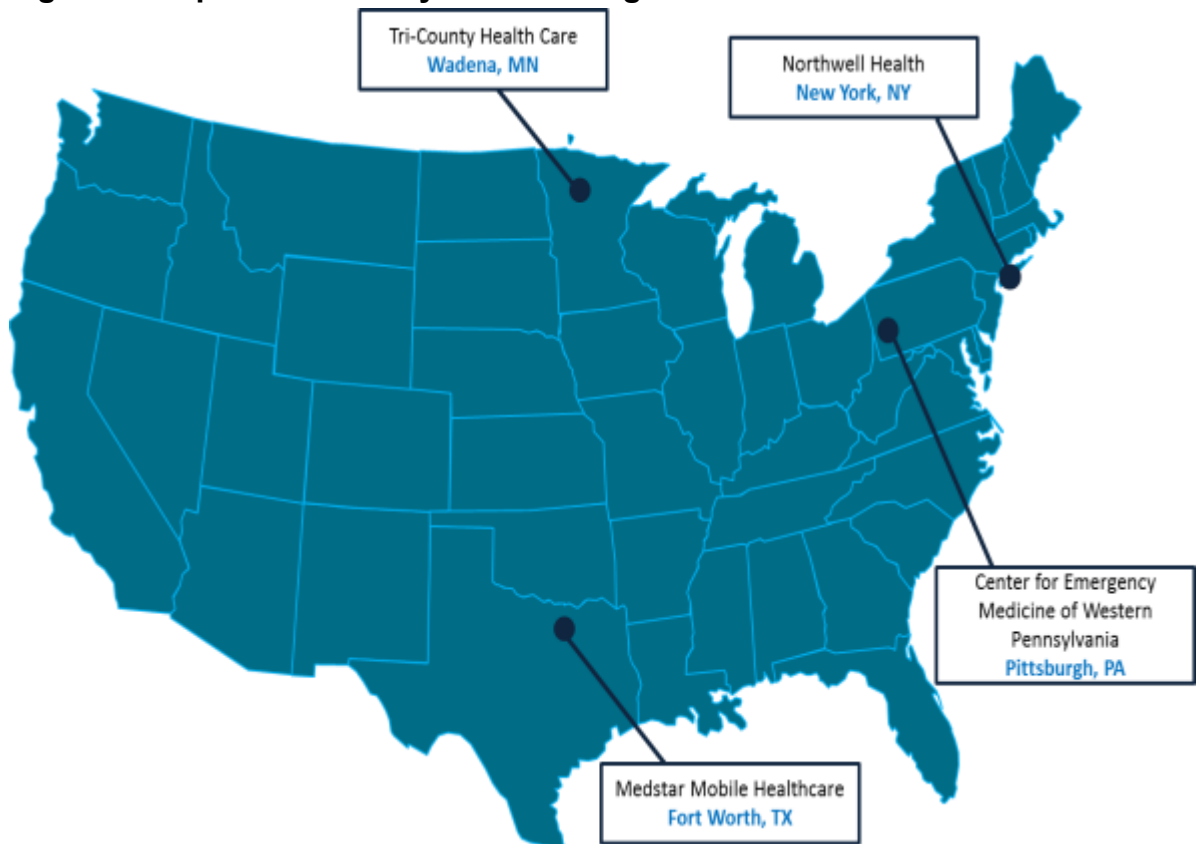 Tri-County Health Care
Wadena, MN
Northwell Health
New York, NY
Center for Emergency
Medicine of Western
Pennsylvania
Pittsburgh, PA
Medstar Mobile Healthcare
Fort Worth, TX